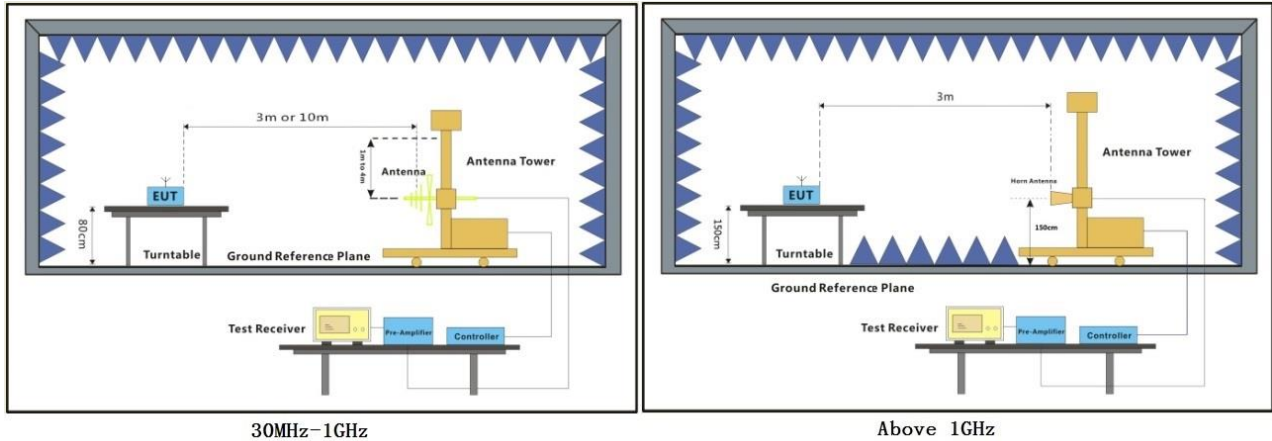 3m or 10m
1m to 4m
Antenna
Antenna Tower
EUT
80cm
Turntable
Ground Reference Plane
Test Receiver
Pre-Amplifier
Controller
30MHz-1GHz
3m
Antenna Tower
Horn Antenna
EUT
150cm
150cm
Turntable
Ground Reference Plane
Test Receiver
Pre-Amplifier
Controller
Above 1GHz